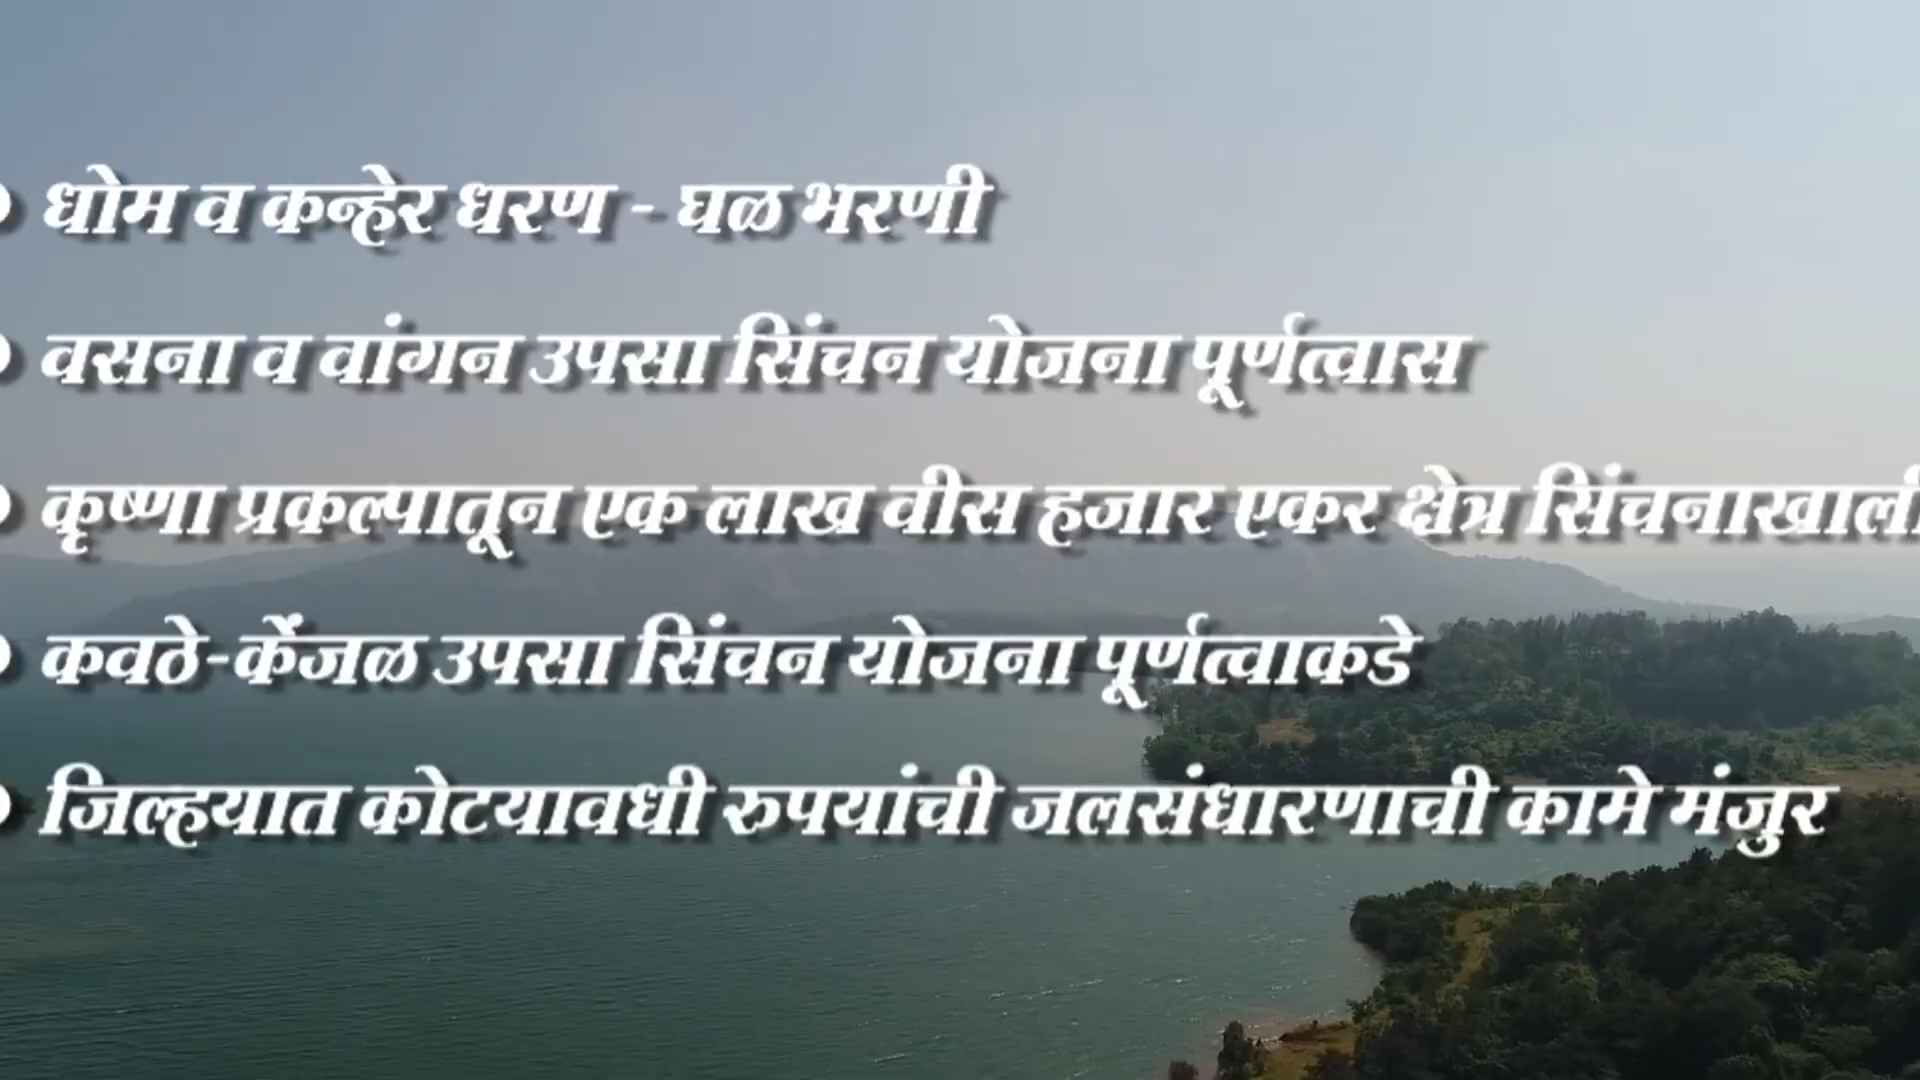 • धोम व कन्हेर धरण - घळ भरणी
• वसना व वांगन उपसा सिंचन योजना पूर्णत्वास
• कृष्णा प्रकल्पातून एक लाख वीस हजार एकर क्षेत्र सिंचनाखाली
• कवठे-केंजळ उपसा सिंचन योजना पूर्णत्वाकडे
• जिल्हयात कोटयावधी रुपयांची जलसंधारणाची कामे मंजुर